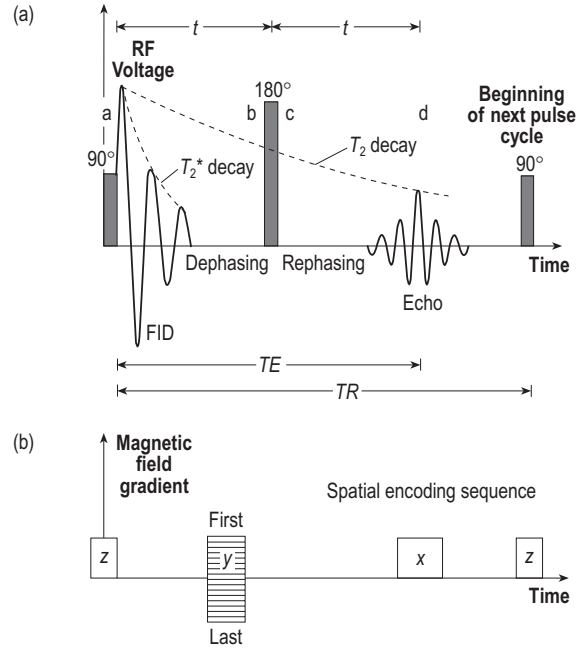 (a)
t
t
RF
Voltage
180°
a
b
c
d
Beginning
of next pulse
cycle
90°
T2* decay
T2 decay
90°
Dephasing
Rephasing
Time
Echo
FID
TE
TR
(b)
Magnetic
field
gradient
Spatial encoding sequence
First
z
y
x
z
Time
Last